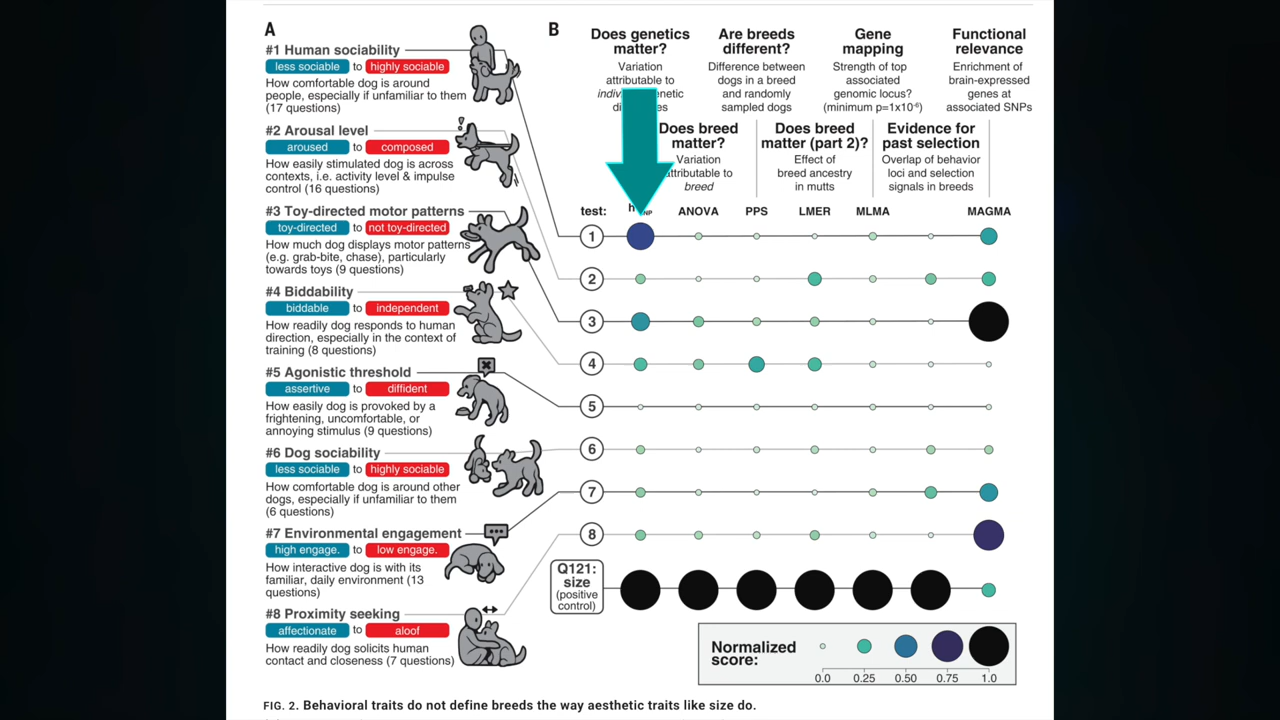 A
#1 Human sociability
less sociable to highly sociable
How comfortable dog is around
people, especially if unfamiliar to them
(17 questions)
#2 Arousal level
aroused to composed
How easily stimulated dog is across
contexts, i.e. activity level & impulse
control (16 questions)
#3 Toy-directed motor patterns
toy-directed to not toy-directed
How much dog displays motor patterns
(e.g. grab-bite, chase), particularly
towards toys (9 questions)
#4 Biddability
biddable to independent
How readily dog responds to human
direction, especially in the context of
training (8 questions)
#5 Agonistic threshold
assertive to diffident
How easily dog is provoked by a
frightening, uncomfortable, or
annoying stimulus (9 questions)
#6 Dog sociability
less sociable to highly sociable
How comfortable dog is around other
dogs, especially if unfamiliar to them
(6 questions)
#7 Environmental engagement
high engage. to low engage.
How interactive dog is with its
familiar, daily environment (13
questions)
#8 Proximity seeking
affectionate to aloof
How readily dog solicits human
contact and closeness (7 questions)
B
Does genetics
matter?
Variation
attributable to
Are breeds
different?
Difference between
dogs in a breed
and randomly
sampled dogs
Gene
mapping
Strength of top
associated
genomic locus?
(minimum p=1x10⁻⁶)
Functional
relevance
Enrichment of
brain-expressed
genes at
associated SNPs
Does breed
matter?
Variation
attributable to
breed
Does breed
matter (part 2)?
Effect of
breed ancestry
in mutts
Evidence for
past selection
Overlap of behavior
loci and selection
signals in breeds
test: ANOVA PPS LMER MLMA MAGMA
1
2
3
4
5
6
7
8
Q121:
size
(positive
control)
Normalized
score:
0.0 0.25 0.50 0.75 1.0
FIG. 2. Behavioral traits do not define breeds the way aesthetic traits like size do.